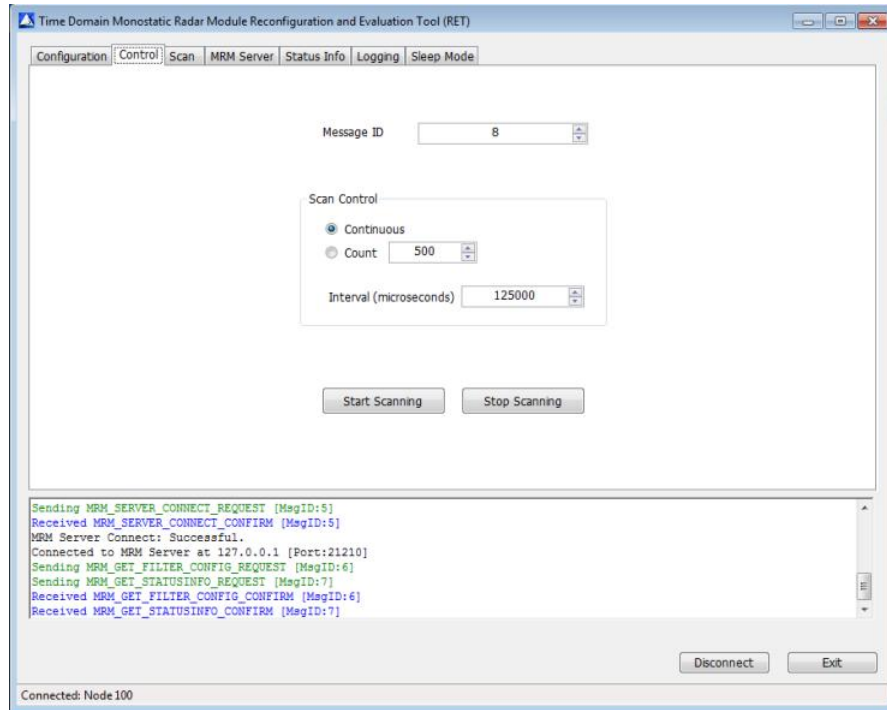 Time Domain Monostatic Radar Module Reconfiguration and Evaluation Tool (RET)
Configuration Control Scan MRM Server Status Info Logging Sleep Mode
Message ID 8
Scan Control
Continuous
Count 500
Interval (microseconds) 125000
Start Scanning Stop Scanning
Sending MRM_SERVER_CONNECT_REQUEST [MsgID:5]
Received MRM_SERVER_CONNECT_CONFIRM [MsgID:5]
MRM Server Connect: Successful.
Connected to MRM Server at 127.0.0.1 [Port:21210]
Sending MRM_GET_FILTER_CONFIG_REQUEST [MsgID:6]
Sending MRM_GET_STATUSINFO_REQUEST [MsgID:7]
Received MRM_GET_FILTER_CONFIG_CONFIRM [MsgID:6]
Received MRM_GET_STATUSINFO_CONFIRM [MsgID:7]
Disconnect Exit
Connected: Node 100